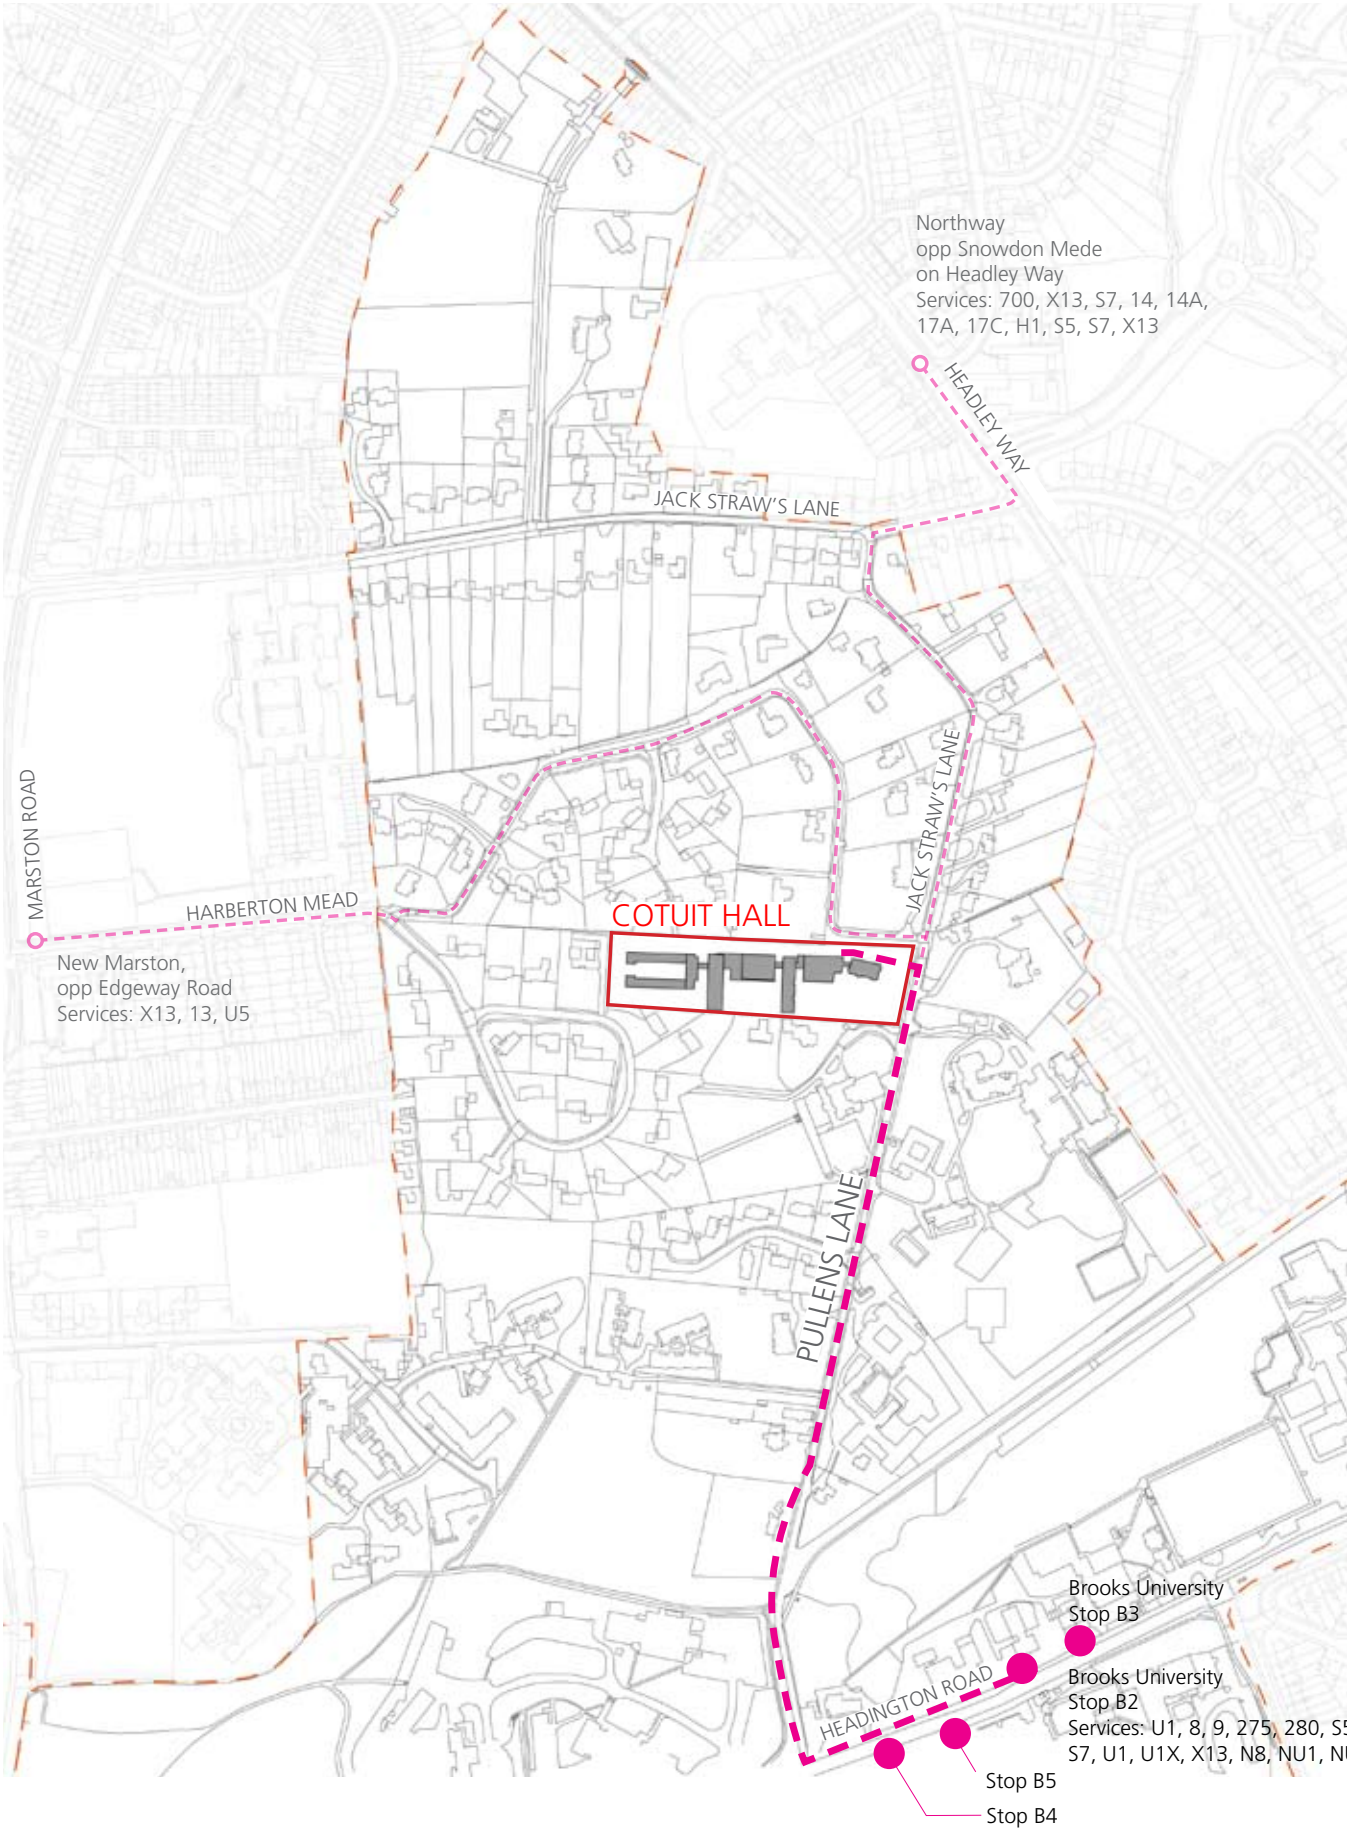 Northway
opp Snowdon Mede
on Headley Way
Services: 700, X13, S7, 14, 14A,
17A, 17C, H1, S5, S7, X13
HEADLEY WAY
JACK STRAW'S LANE
JACK STRAW'S LANE
MARSTON ROAD
HARBERTON MEAD
COTUIT HALL
New Marston,
opp Edgeway Road
Services: X13, 13, U5
PULLENS LANE
Brooks University
Stop B3
HEADINGTON ROAD
Brooks University
Stop B2
Services: U1, 8, 9, 275, 280, S5
S7, U1, U1X, X13, N8, NU1,
Stop B5
Stop B4